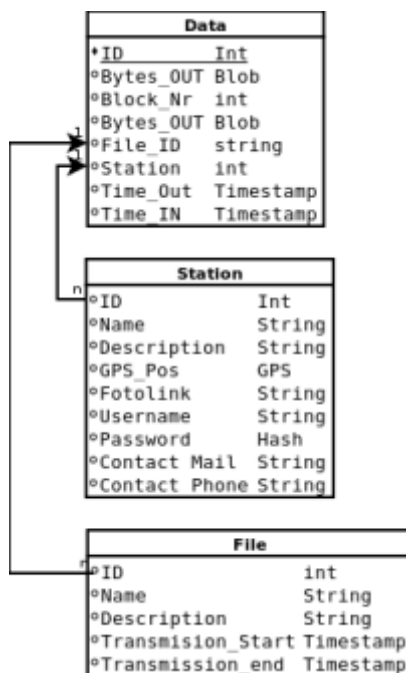 Data
ID Int
Bytes_OUT Blob
Block_Nr int
Bytes_OUT Blob
1
File_ID string
1
Station int
Time_Out Timestamp
Time_IN Timestamp
Station
n
ID Int
Name String
Description String
GPS_Pos GPS
Fotolink String
Username String
Password Hash
Contact Mail String
Contact Phone String
File
n
ID int
Name String
Description String
Transmision_Start Timestamp
Transmission_end Timestamp